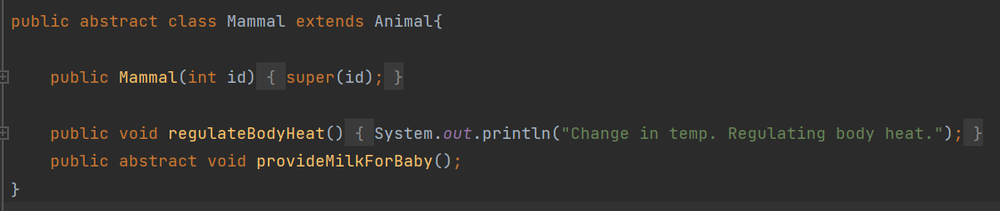 public abstract class Mammal extends Animal{
public Mammal(int id) { super(id); }
public void regulateBodyHeat() { System.out.println("Change in temp. Regulating body heat."); }
public abstract void provideMilkForBaby();
}